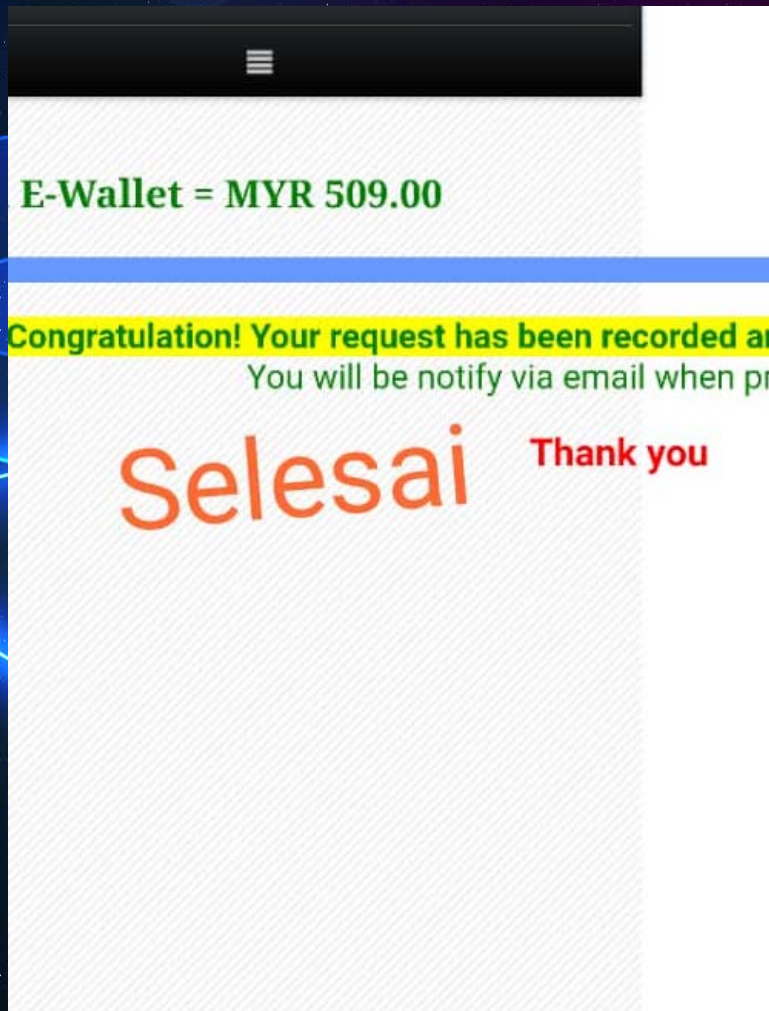 E-Wallet = MYR 509.00
Congratulation! Your request has been recorded
You will be notify via email when
Selesai
Thank you